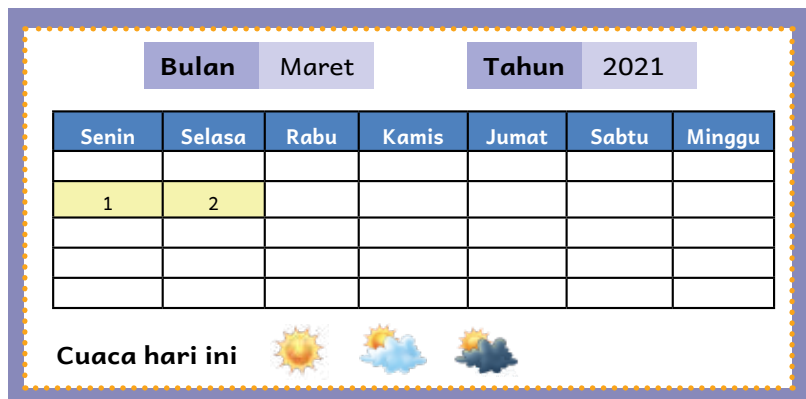 Bulan Maret Tahun 2021
Senin Selasa Rabu Kamis Jumat Sabtu Minggu
1 2
Cuaca hari ini